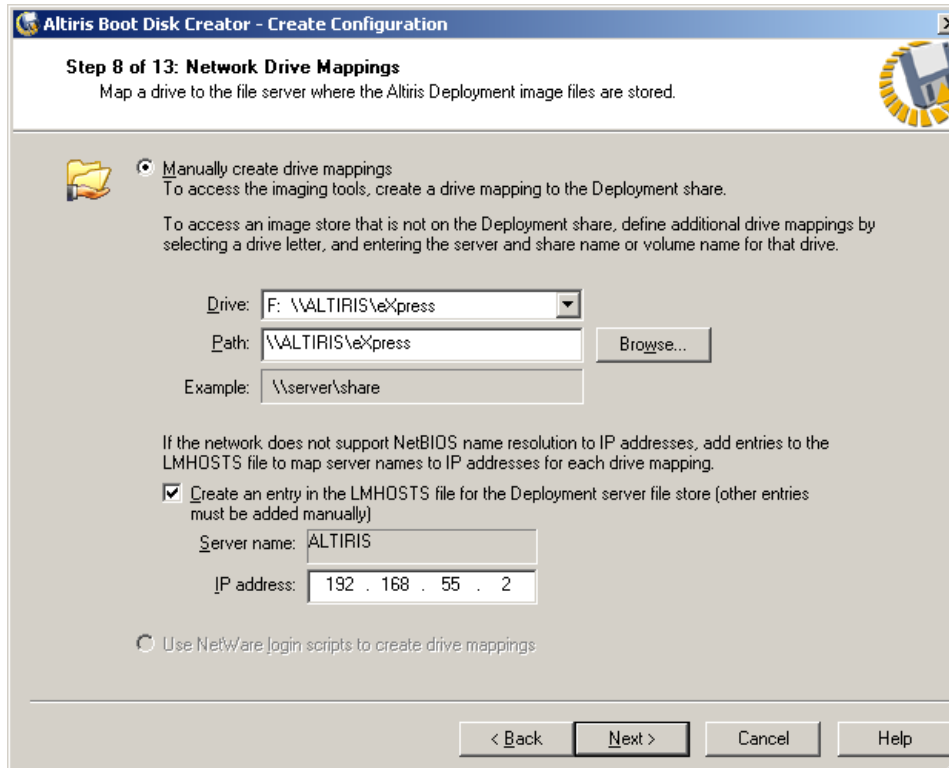 Altiris Boot Disk Creator - Create Configuration
Step 8 of 13: Network Drive Mappings
Map a drive to the file server where the Altiris Deployment image files are stored.
Manually create drive mappings
To access the imaging tools, create a drive mapping to the Deployment share.
To access an image store that is not on the Deployment share, define additional drive mappings by
selecting a drive letter, and entering the server and share name or volume name for that drive.
Drive: F: \\ALTIRIS\eXpress
Path: \\ALTIRIS\eXpress Browse...
Example: \\server\share
If the network does not support NetBIOS name resolution to IP addresses, add entries to the
LMHOSTS file to map server names to IP addresses for each drive mapping.
Create an entry in the LMHOSTS file for the Deployment server file store (other entries
must be added manually)
Server name: ALTIRIS
IP address: 192 . 168 . 55 . 2
Use NetWare login scripts to create drive mappings
< Back Next > Cancel Help